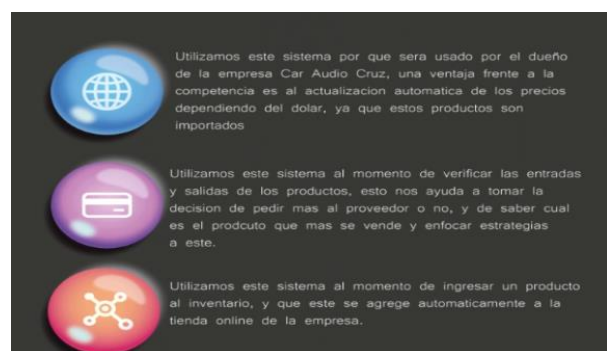 Utilizamos este sistema por que sera usado por el dueño
de la empresa Car Audio Cruz, una ventaja frente a la
competencia es al actualizacion automatica de los precios
dependiendo del dolar, ya que estos productos son
importados
Utilizamos este sistema al momento de verificar las entradas
y salidas de los productos, esto nos ayuda a tomar la
decision de pedir mas al proveedor o no, y de saber cual
es el prodcuto que mas se vende y enfocar estrategias
a este.
Utilizamos este sistema al momento de ingresar un producto
al inventario, y que este se agrege automaticamente a la
tienda online de la empresa.